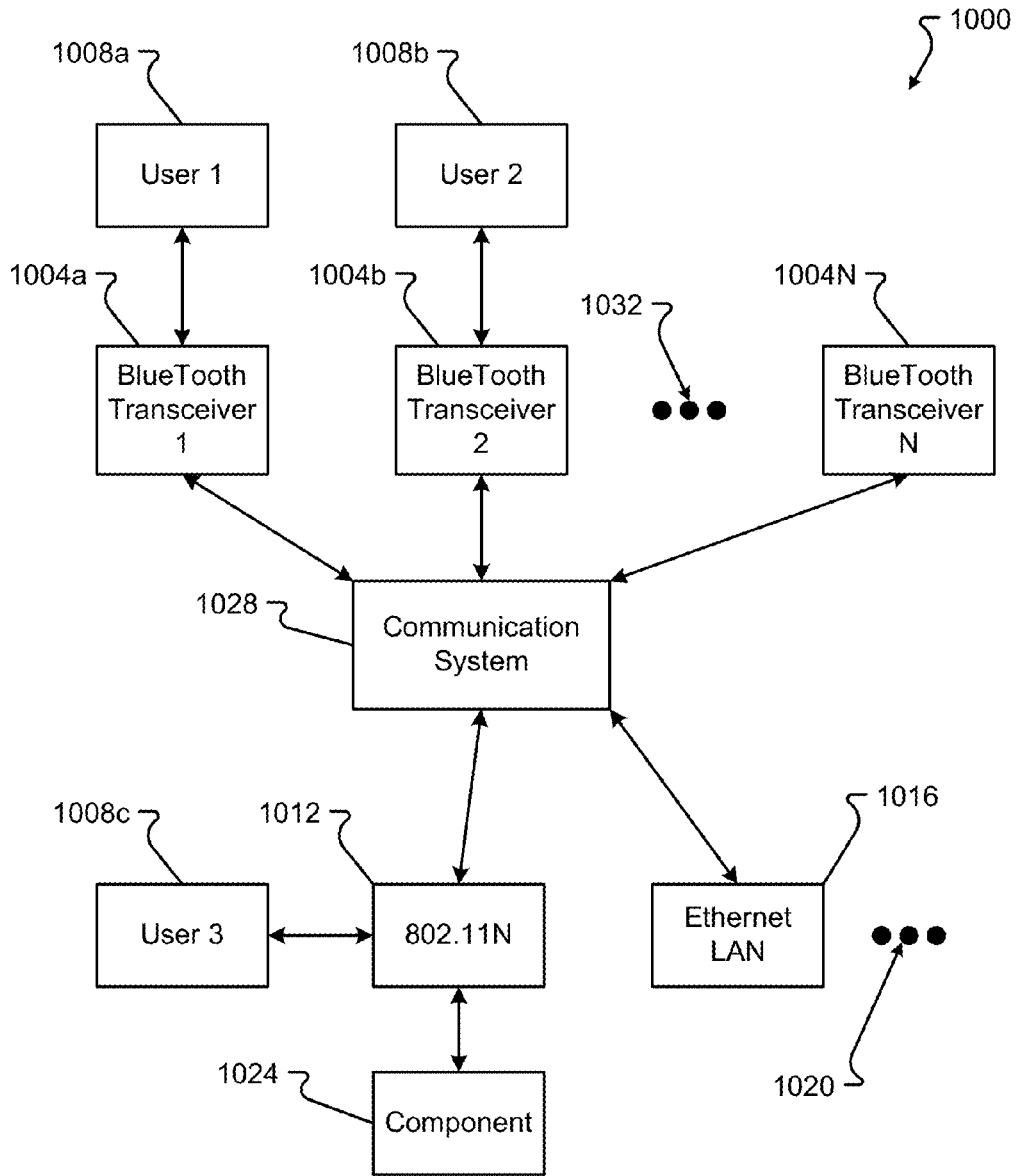 1000
1008a
1008b
User 1
User 2
1004a
1004b
1032
1004N
BlueTooth
Transceiver
1
BlueTooth
Transceiver
2
BlueTooth
Transceiver
N
1028
Communication
System
1008c
1012
1016
User 3
802.11N
Ethernet
LAN
1024
Component
1020